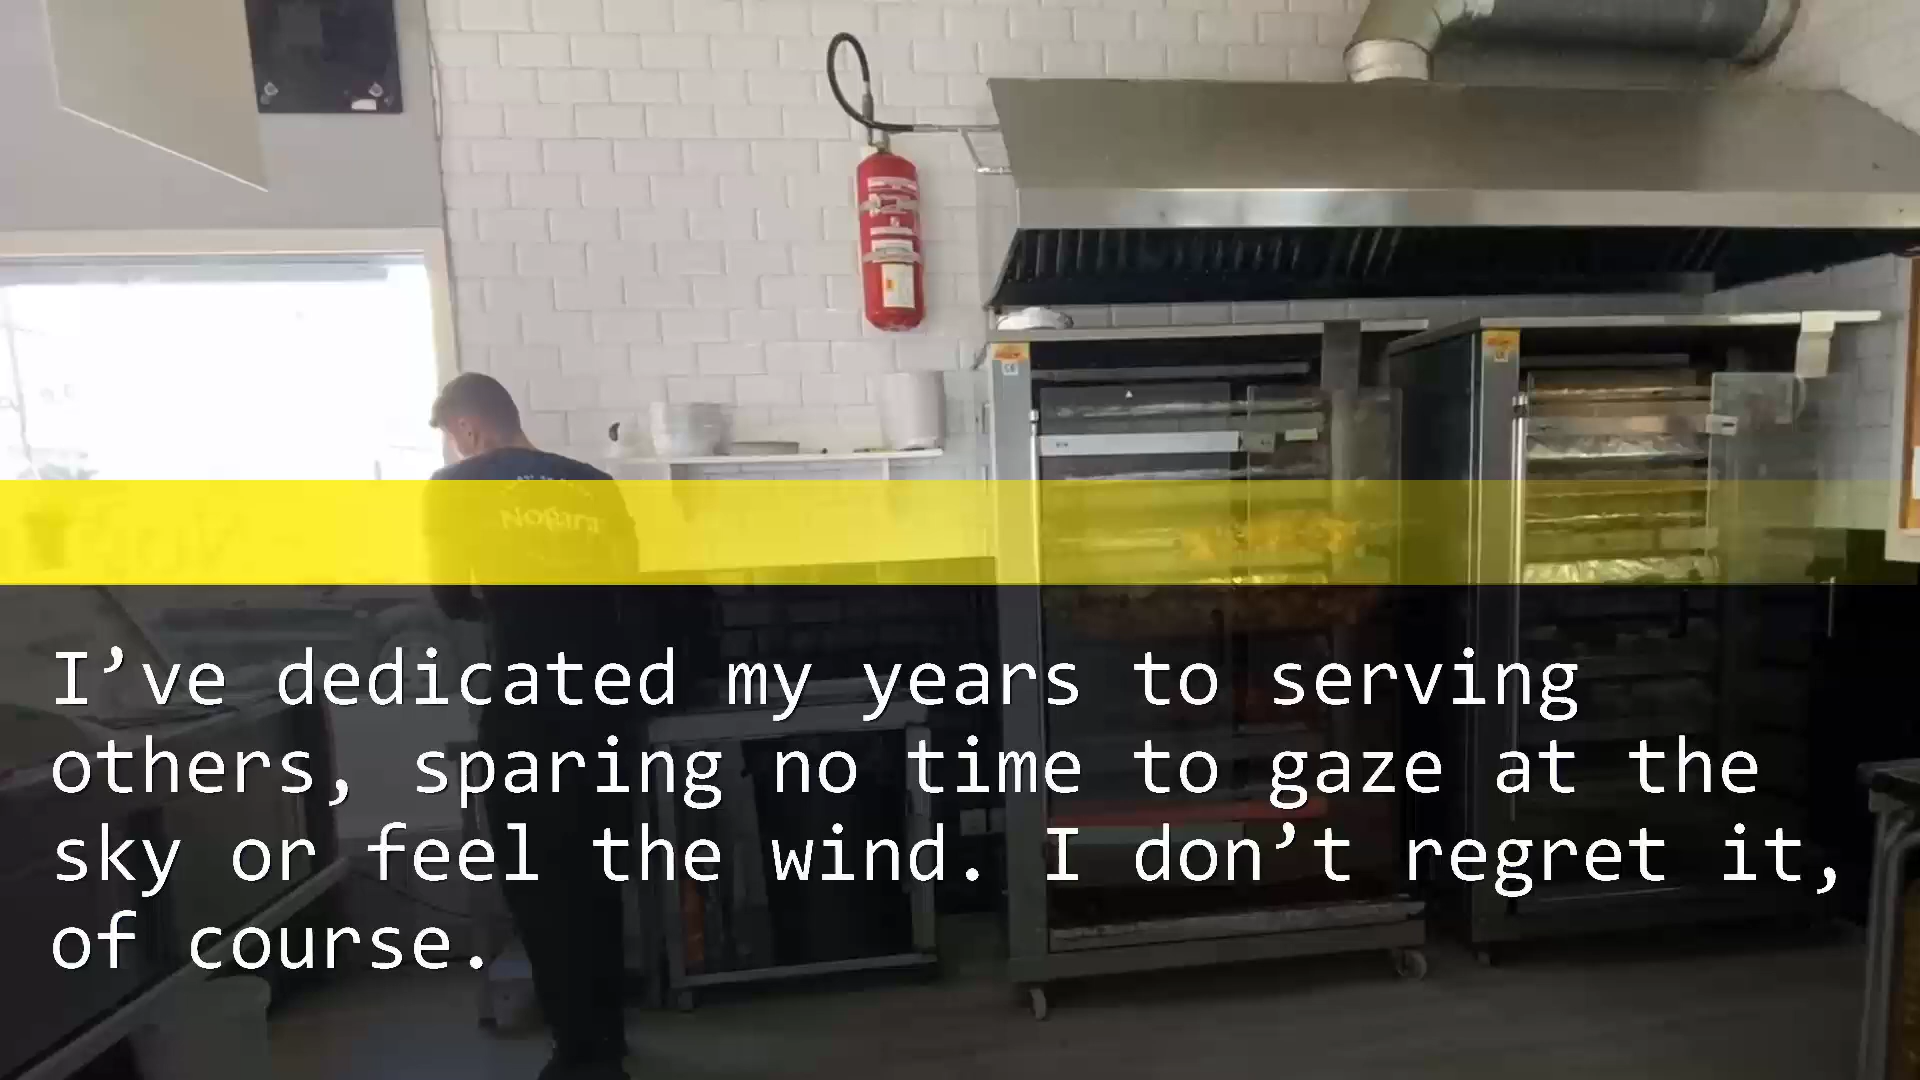 I’ve dedicated my years to serving
others, sparing no time to gaze at the
sky or feel the wind. I don’t regret it,
of course.